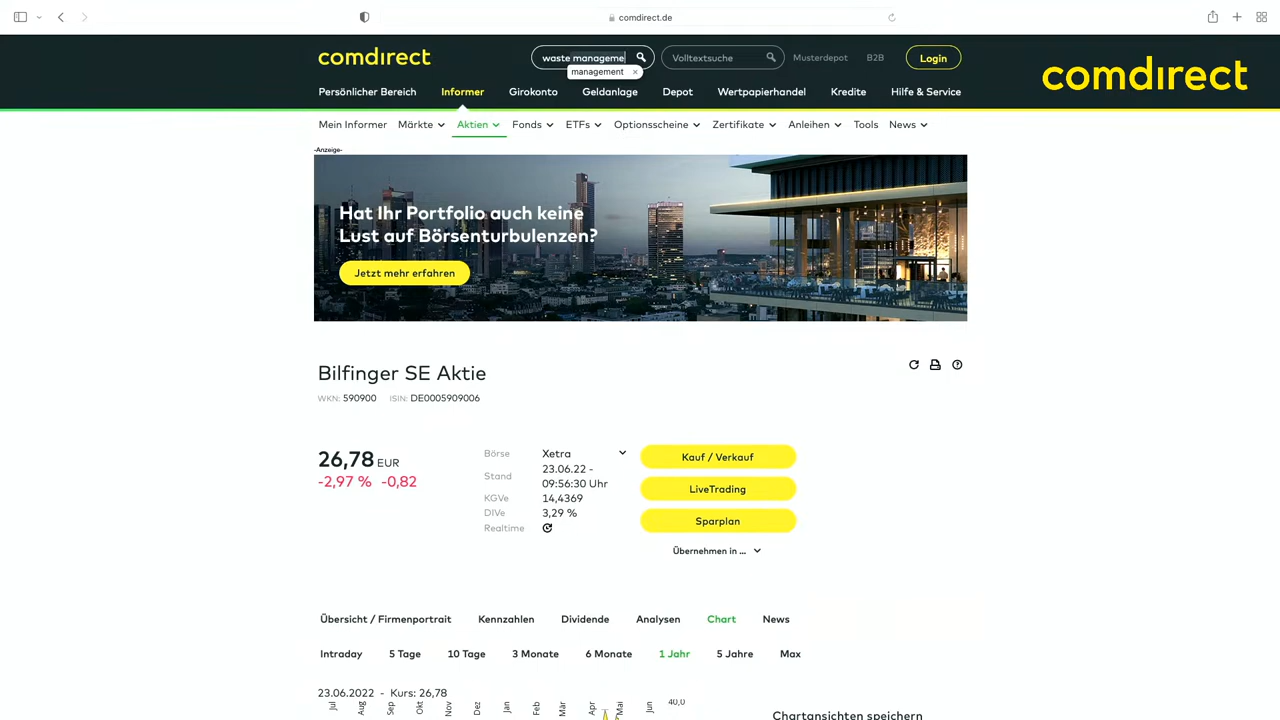 comdirect.de
comdirect
waste manageme
Volltextsuche
Musterdepot
B2B
Login
comdirect
management ×
Persönlicher Bereich
Informer
Girokonto
Geldanlage
Depot
Wertpapierhandel
Kredite
Hilfe & Service
Mein Informer
Märkte
Aktien
Fonds
ETFs
Optionsscheine
Zertifikate
Anleihen
Tools
News
-Anzeige-
Hat Ihr Portfolio auch keine
Lust auf Börsenturbulenzen?
Jetzt mehr erfahren
Bilfinger SE Aktie
WKN: 590900 ISIN: DE0005909006
26,78 EUR
-2,97 % -0,82
Börse Xetra
Stand 23.06.22 -
09:56:30 Uhr
KGVe 14,4369
DIVe 3,29 %
Realtime
Kauf / Verkauf
LiveTrading
Sparplan
Übernehmen in ...
Übersicht / Firmenportrait
Kennzahlen
Dividende
Analysen
Chart
News
Intraday
5 Tage
10 Tage
3 Monate
6 Monate
1 Jahr
5 Jahre
Max
23.06.2022 - Kurs: 26,78
Jul Aug Sep Okt Nov Dez Jan Feb Mär Apr Mai Jun 40,0
Chartansichten speichern